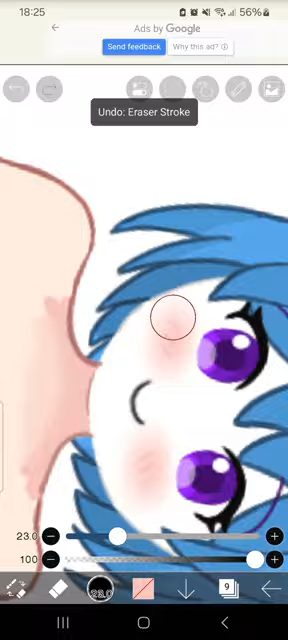 18:25
56%
Ads by Google
Send feedback
Why this ad?
Undo: Eraser Stroke
23.0
100
23.0
9